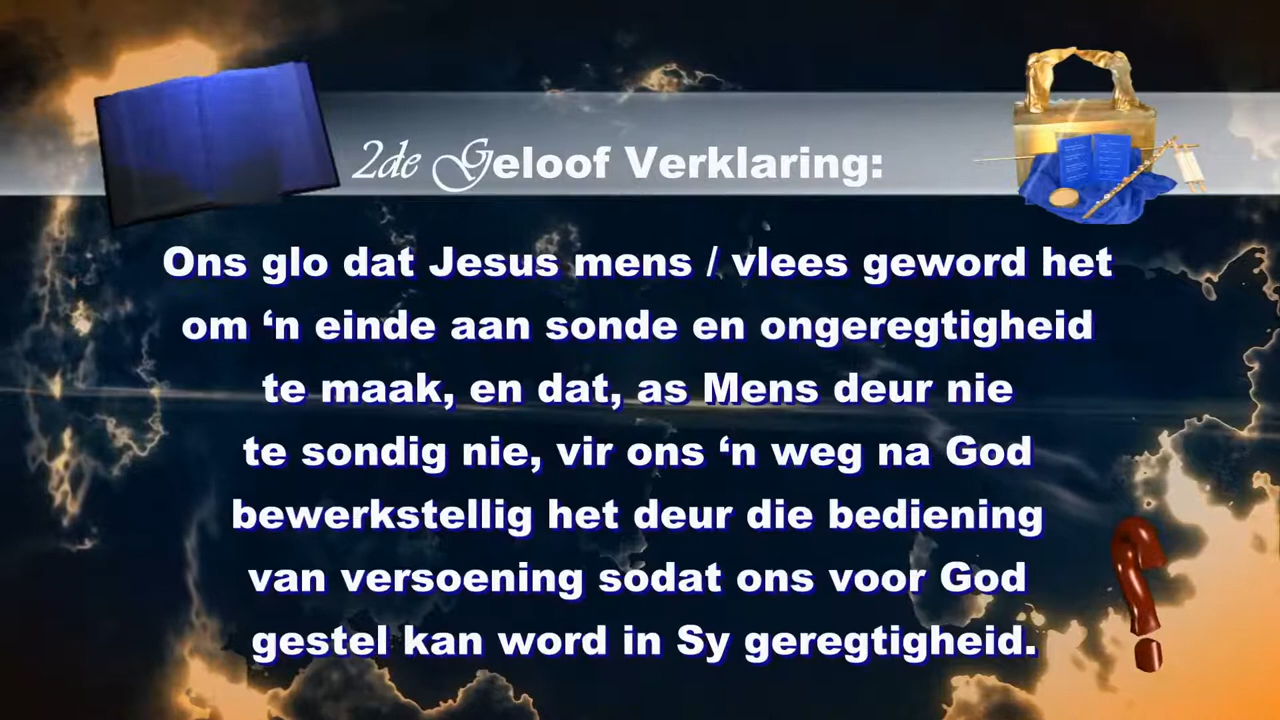 2de Geloof Verklaring:
Ons glo dat Jesus mens / vlees geword het
om ‘n einde aan sonde en ongeregtigheid
te maak, en dat, as Mens deur nie
te sondig nie, vir ons ‘n weg na God
bewerkstellig het deur die bediening
van versoening sodat ons voor God
gestel kan word in Sy geregtigheid.